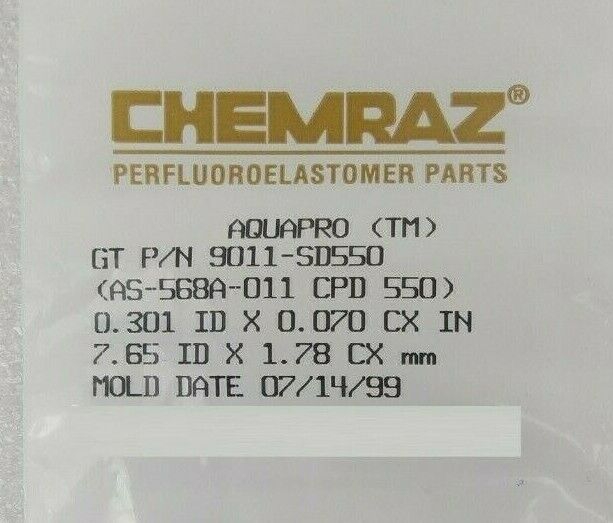 CHEMRAZ®
PERFLUOROELASTOMER PARTS
AQUAPRO (TM)
GT P/N 9011-SD550
(AS-568A-011 CPD 550)
0.301 ID X 0.070 CX IN
7.65 ID X 1.78 CX mm
MOLD DATE 07/14/99